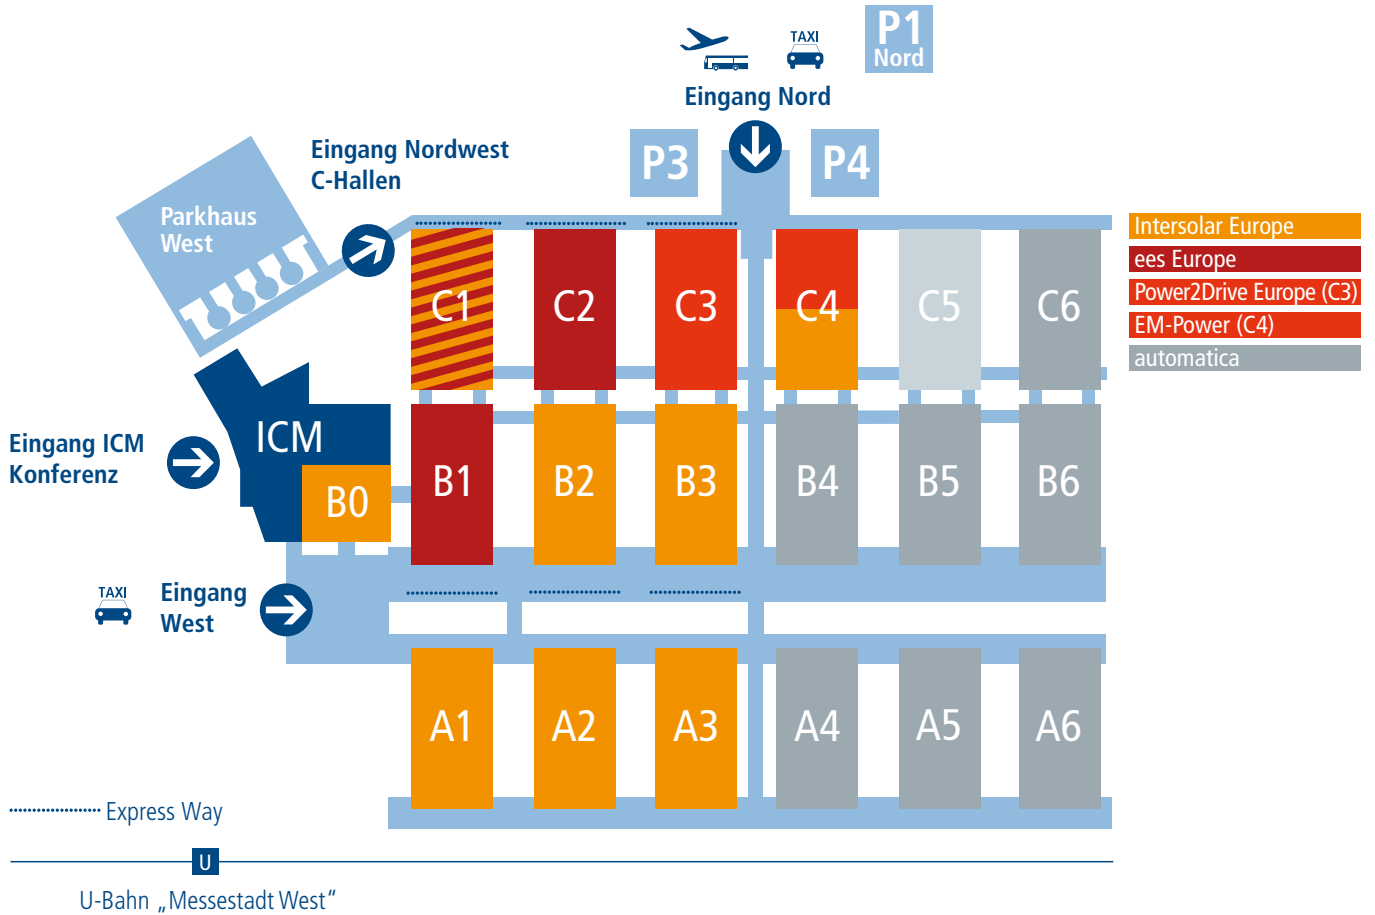 P1
Nord
TAXI
Eingang Nord
P3
P4
Eingang Nordwest
C-Hallen
Parkhaus
West
Intersolar Europe
ees Europe
Power2Drive Europe (C3)
EM-Power (C4)
automatica
C1
C2
C3
C4
C5
C6
ICM
Eingang ICM
Konferenz
B0
B1
B2
B3
B4
B5
B6
TAXI
Eingang
West
A1
A2
A3
A4
A5
A6
Express Way
U
U-Bahn „Messestadt West“